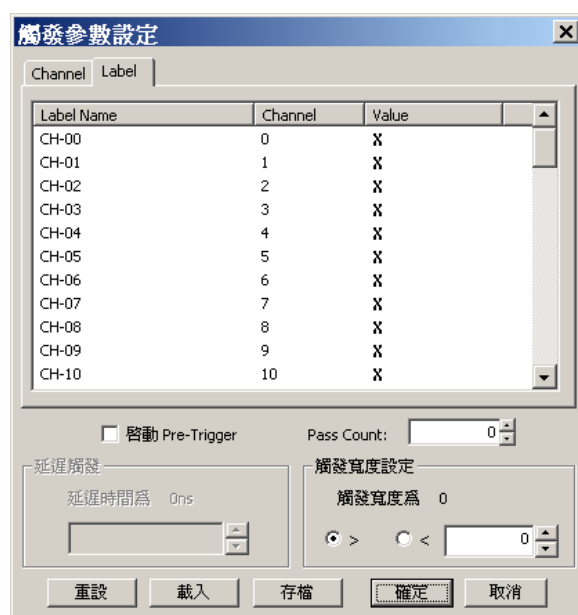 觸發參數設定
Channel Label
Label Name Channel Value
CH-00 0 X
CH-01 1 X
CH-02 2 X
CH-03 3 X
CH-04 4 X
CH-05 5 X
CH-06 6 X
CH-07 7 X
CH-08 8 X
CH-09 9 X
CH-10 10 X
啓動 Pre-Trigger Pass Count: 0
延遲觸發
延遲時間爲 0ns
觸發寬度設定
觸發寬度爲 0
> < 0
重設 載入 存檔 確定 取消